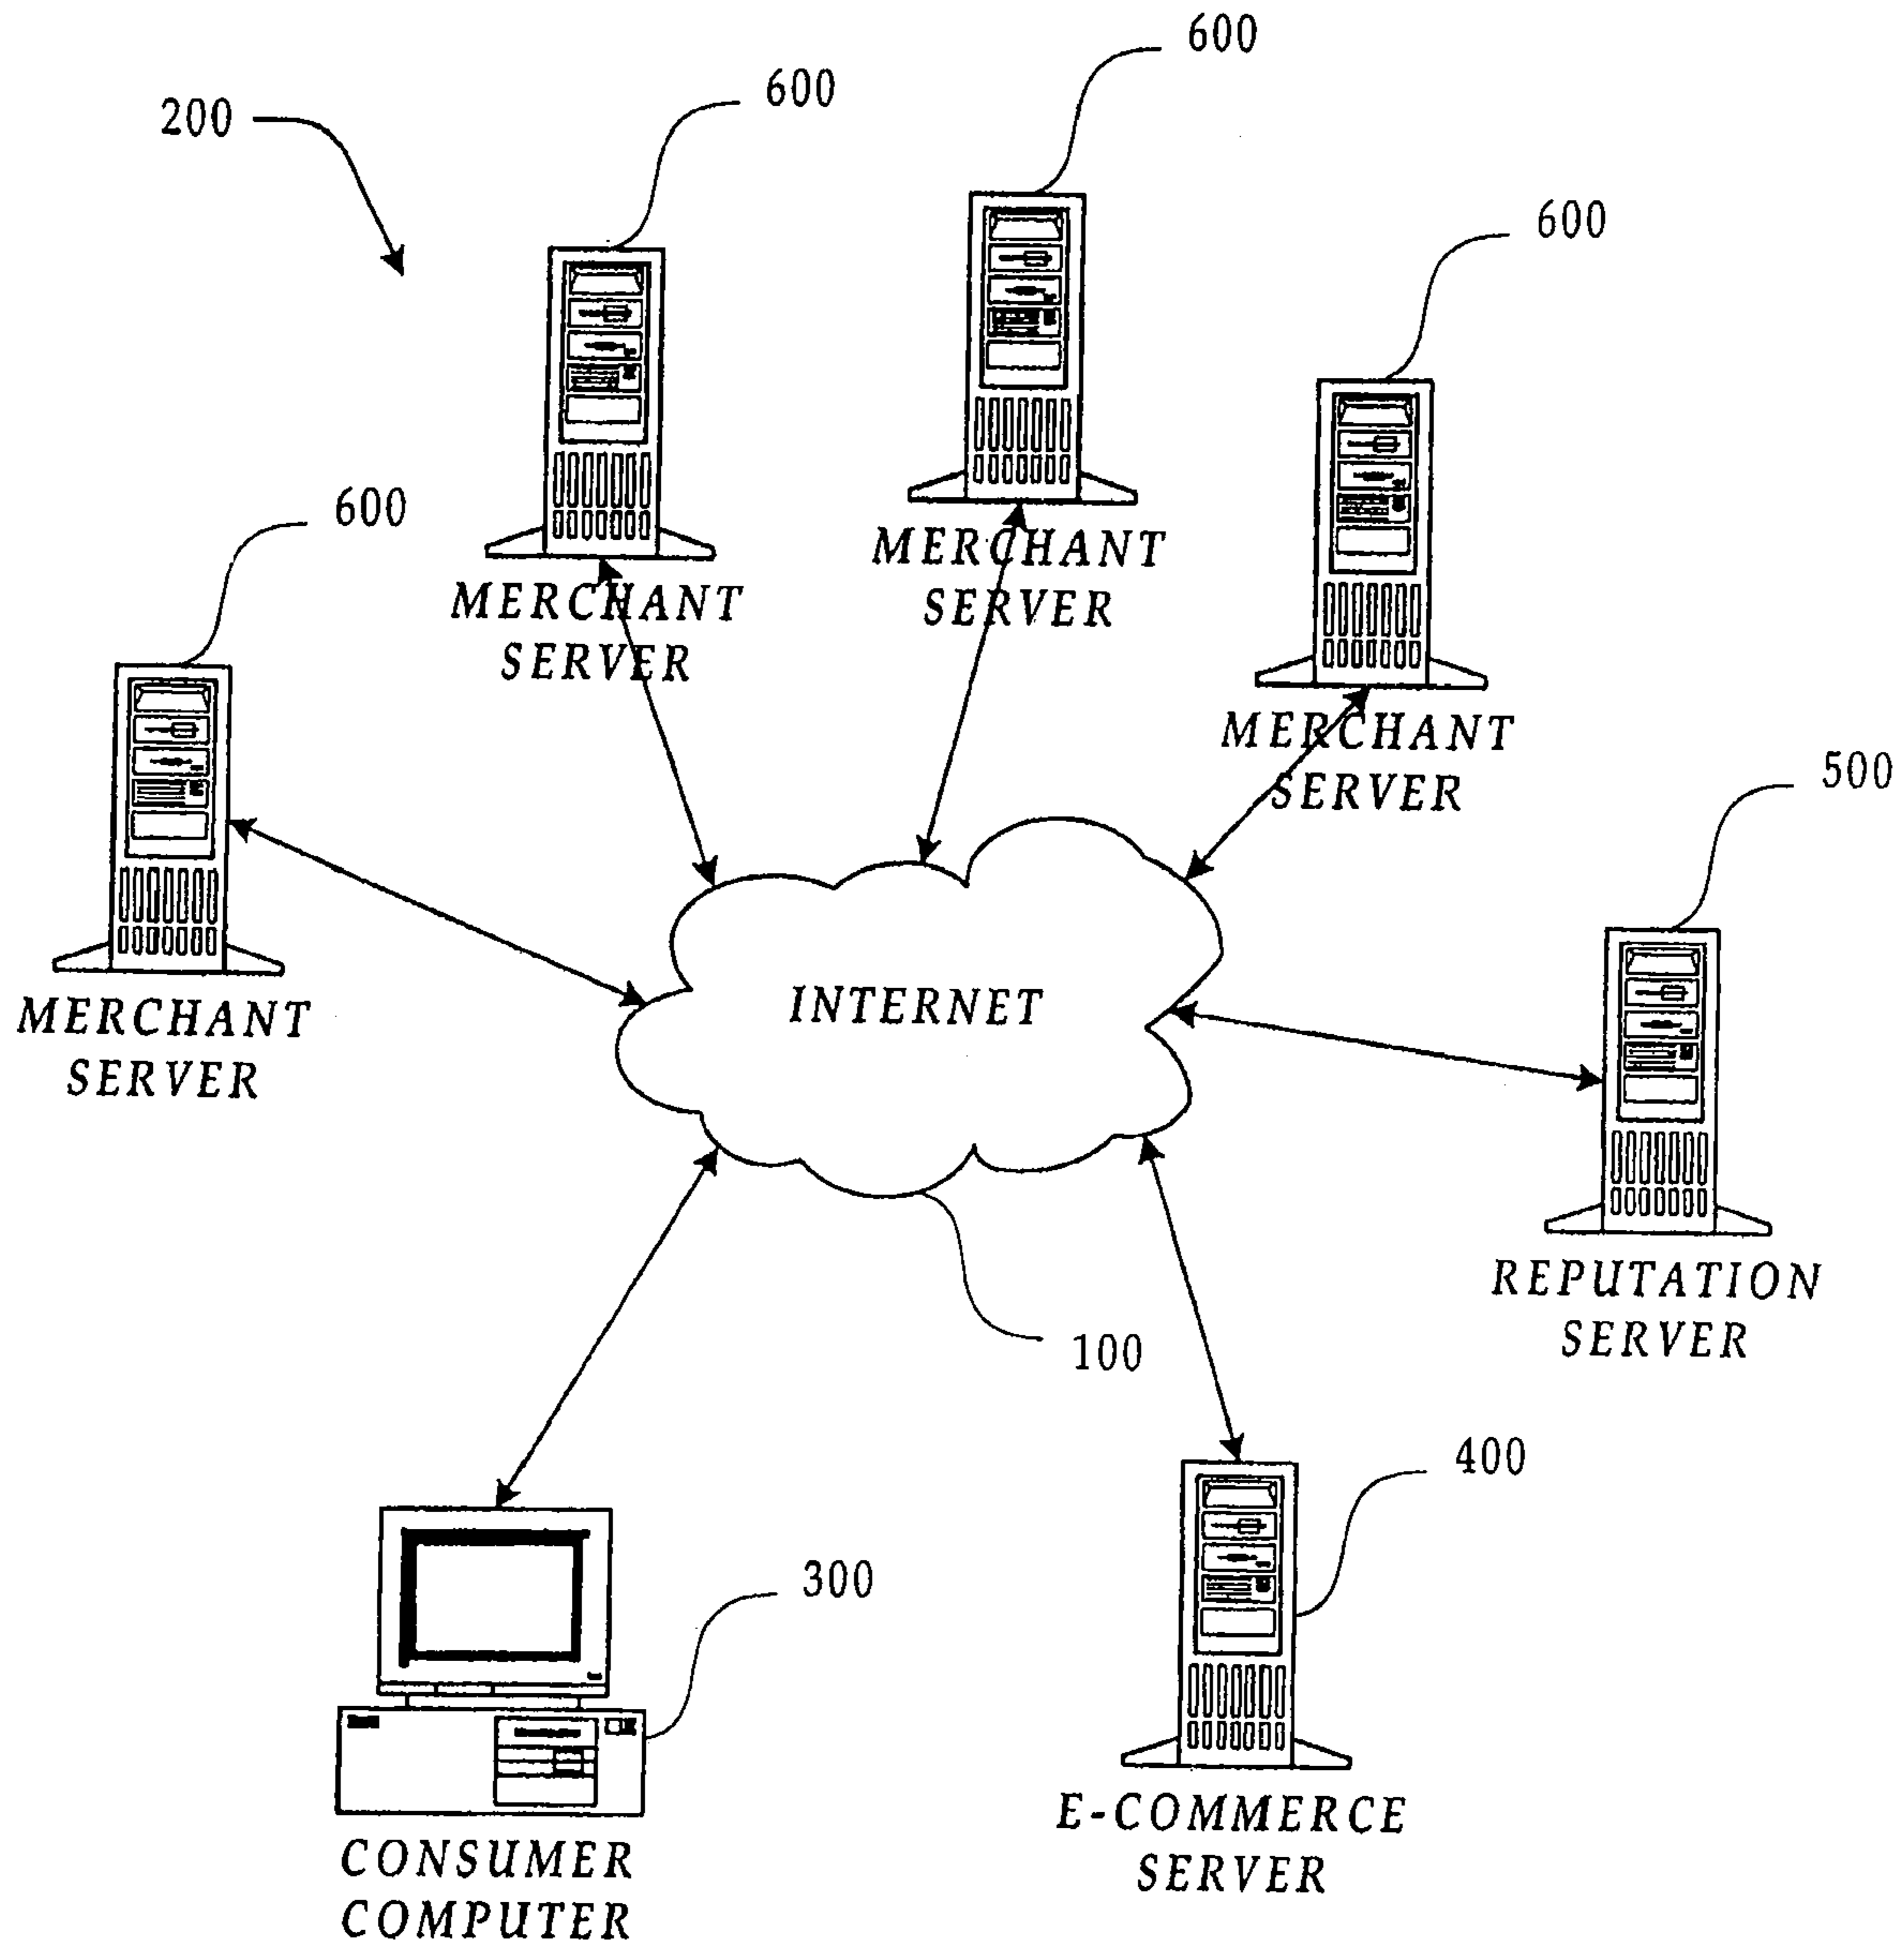 600
600
200
600
600
MERCHANT
SERVER
MERCHANT
SERVER
MERCHANT
SERVER
500
MERCHANT
SERVER
INTERNET
REPUTATION
SERVER
100
400
300
E-COMMERCE
SERVER
CONSUMER
COMPUTER